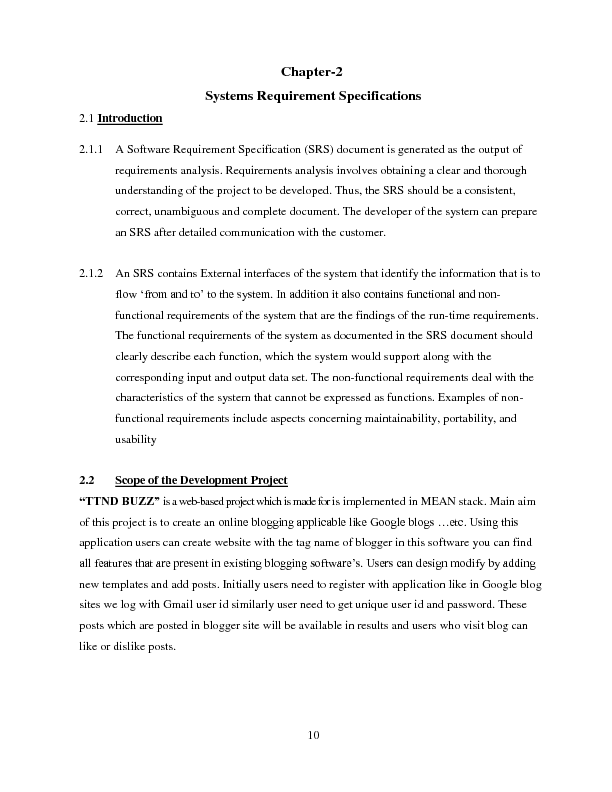 Chapter-2
Systems Requirement Specifications
2.1 Introduction
2.1.1 A Software Requirement Specification (SRS) document is generated as the output of
requirements analysis. Requirements analysis involves obtaining a clear and thorough
understanding of the project to be developed. Thus, the SRS should be a consistent,
correct, unambiguous and complete document. The developer of the system can prepare
an SRS after detailed communication with the customer.
2.1.2 An SRS contains External interfaces of the system that identify the information that is to
flow ‘from and to’ to the system. In addition it also contains functional and non-
functional requirements of the system that are the findings of the run-time requirements.
The functional requirements of the system as documented in the SRS document should
clearly describe each function, which the system would support along with the
corresponding input and output data set. The non-functional requirements deal with the
characteristics of the system that cannot be expressed as functions. Examples of non-
functional requirements include aspects concerning maintainability, portability, and
usability
2.2 Scope of the Development Project
“TTND BUZZ” is a web-based project which is made for is implemented in MEAN stack. Main aim
of this project is to create an online blogging applicable like Google blogs …etc. Using this
application users can create website with the tag name of blogger in this software you can find
all features that are present in existing blogging software’s. Users can design modify by adding
new templates and add posts. Initially users need to register with application like in Google blog
sites we log with Gmail user id similarly user need to get unique user id and password. These
posts which are posted in blogger site will be available in results and users who visit blog can
like or dislike posts.
10